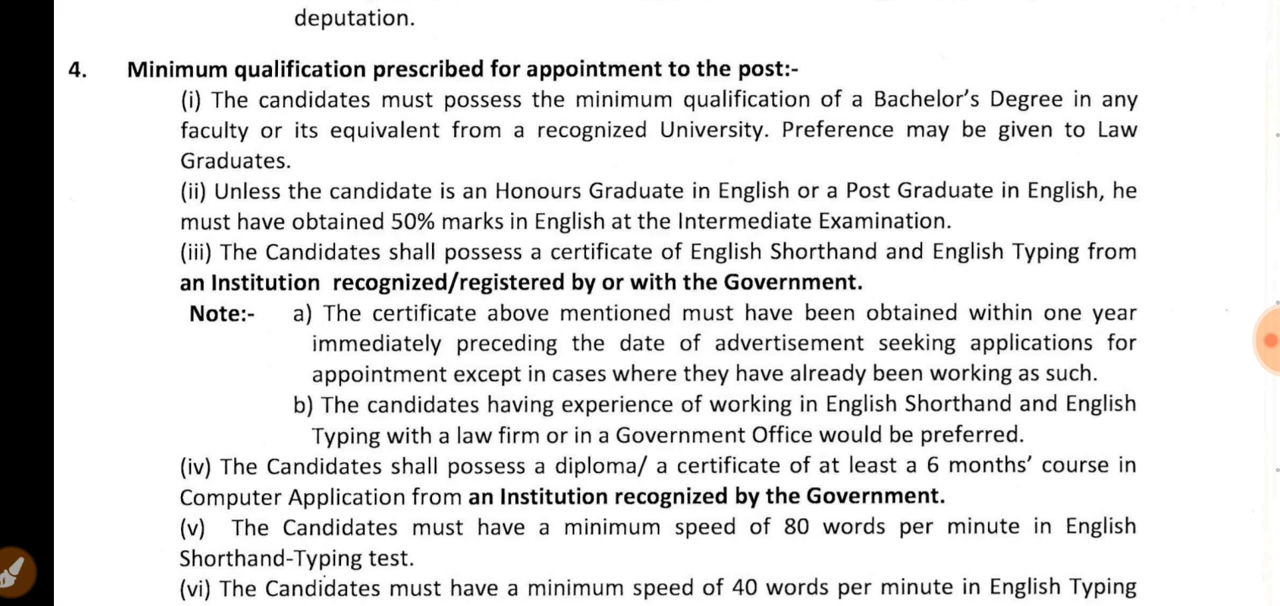 deputation.
4. Minimum qualification prescribed for appointment to the post:-
(i) The candidates must possess the minimum qualification of a Bachelor's Degree in any
faculty or its equivalent from a recognized University. Preference may be given to Law
Graduates.
(ii) Unless the candidate is an Honours Graduate in English or a Post Graduate in English, he
must have obtained 50% marks in English at the Intermediate Examination.
(iii) The Candidates shall possess a certificate of English Shorthand and English Typing from
an Institution recognized/registered by or with the Government.
Note:- a) The certificate above mentioned must have been obtained within one year
immediately preceding the date of advertisement seeking applications for
appointment except in cases where they have already been working as such.
b) The candidates having experience of working in English Shorthand and English
Typing with a law firm or in a Government Office would be preferred.
(iv) The Candidates shall possess a diploma/ a certificate of at least a 6 months' course in
Computer Application from an Institution recognized by the Government.
(v) The Candidates must have a minimum speed of 80 words per minute in English
Shorthand-Typing test.
(vi) The Candidates must have a minimum speed of 40 words per minute in English Typing